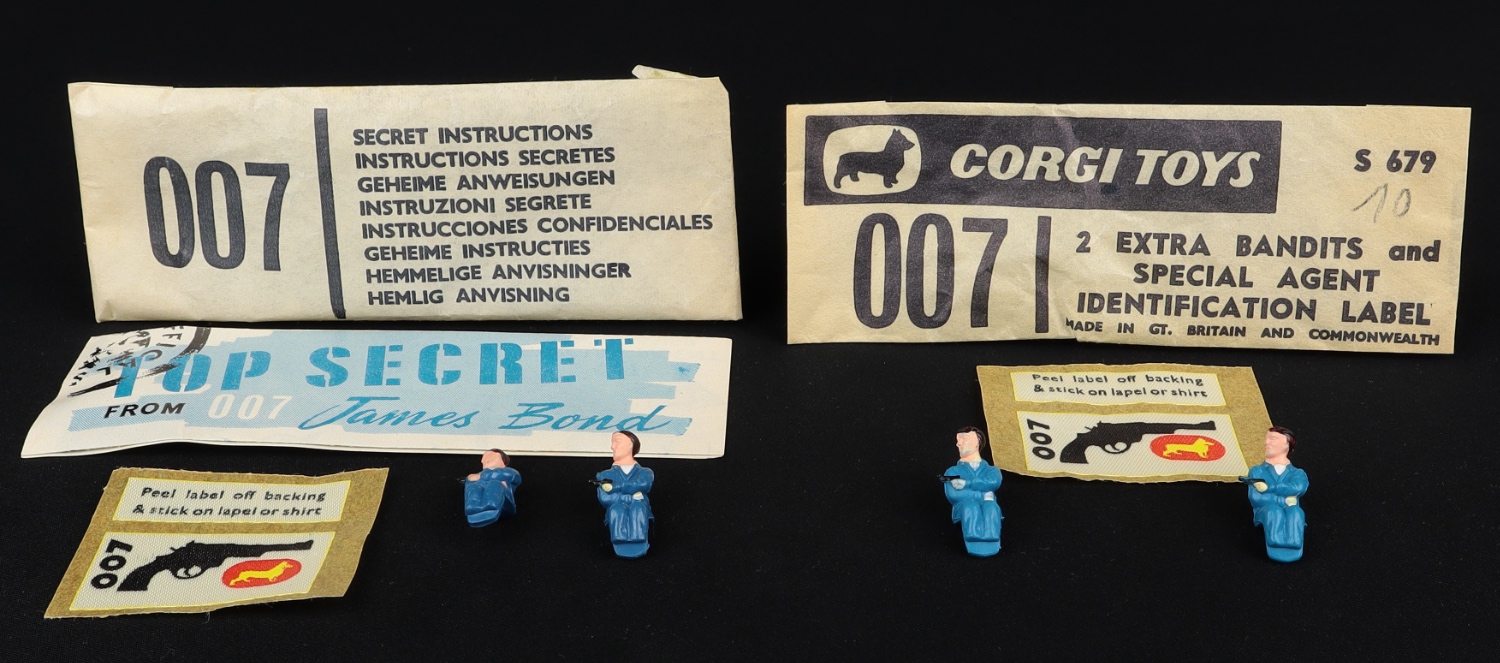 007
SECRET INSTRUCTIONS
INSTRUCTIONS SECRETES
GEHEIME ANWEISUNGEN
INSTRUZIONI SEGRETE
INSTRUCCIONES CONFIDENCIALES
GEHEIME INSTRUCTIES
HEMMELIGE ANVISNINGER
HEMLIG ANVISNING
TOP SECRET
FROM 007 James Bond
Peel label off backing
& stick on lapel or shirt
007
CORGI TOYS
S 679
10
007
2 EXTRA BANDITS and
SPECIAL AGENT
IDENTIFICATION LABEL
MADE IN GT. BRITAIN AND COMMONWEALTH
Peel label off backing
& stick on lapel or shirt
007